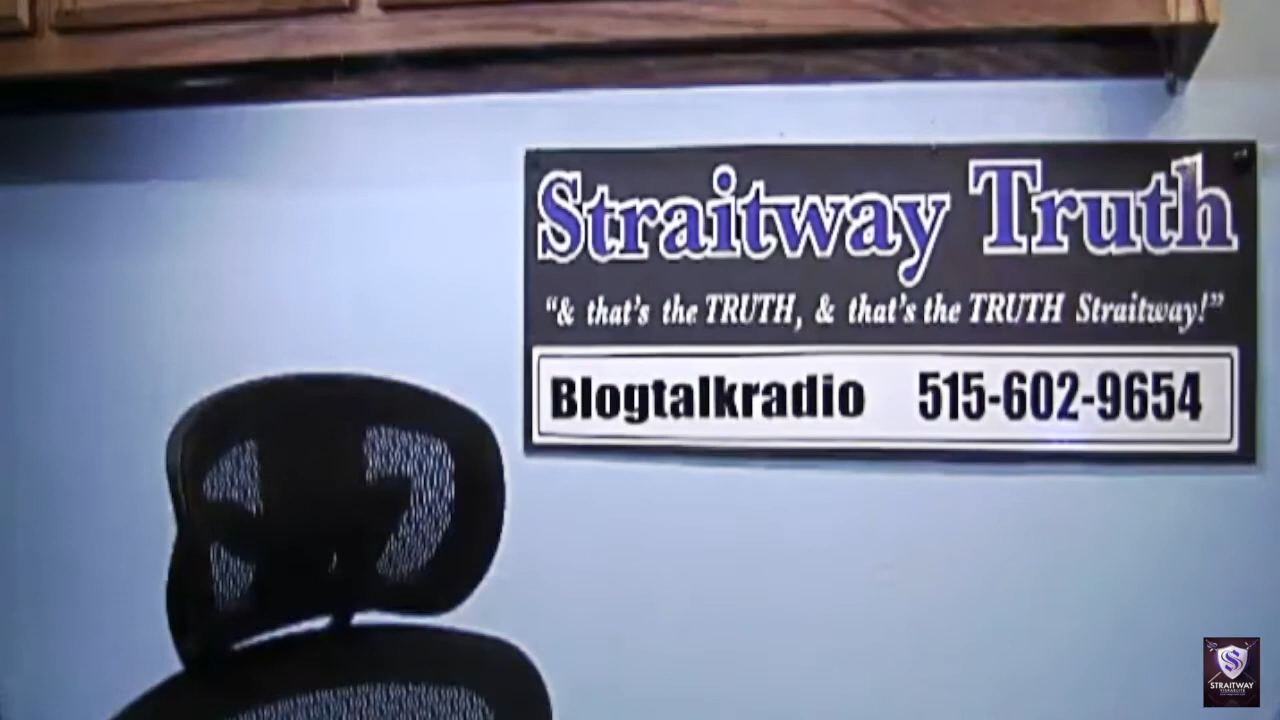 Straitway Truth
"& that's the TRUTH, & that's the TRUTH Straitway!"
Blogtalkradio 515-602-9654
S
STRAITWAY